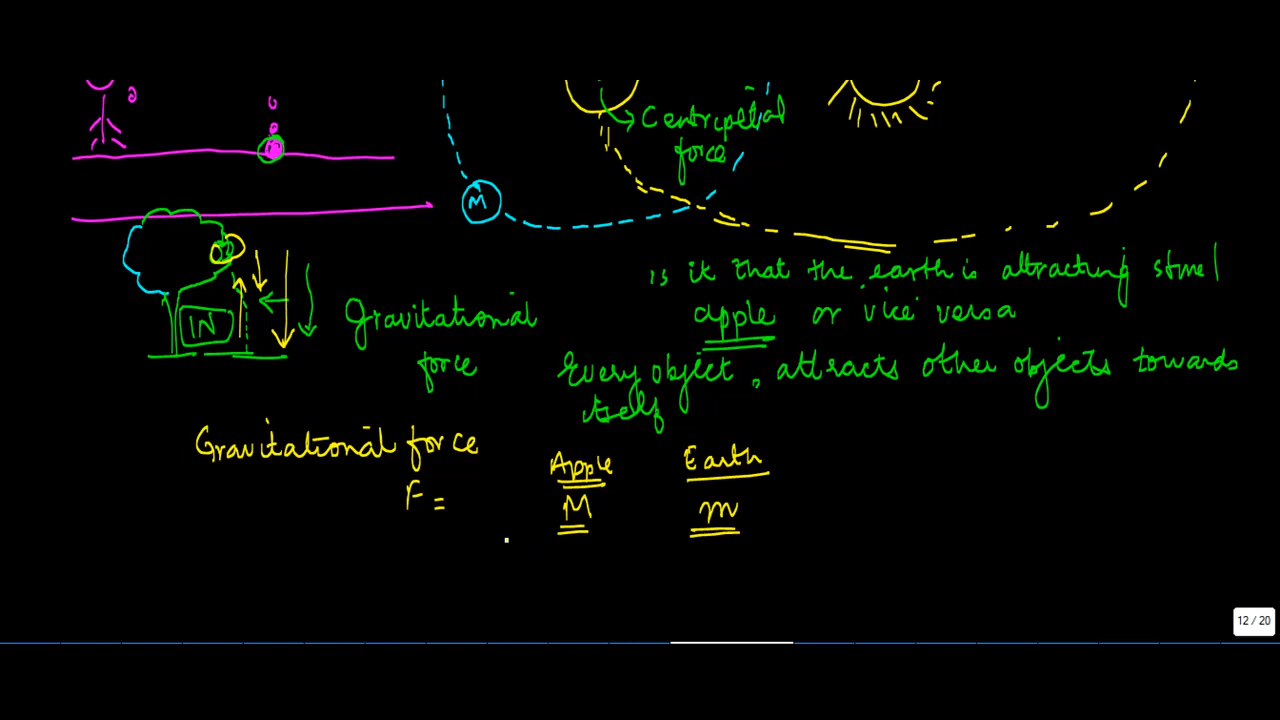 Centripetal
force
M
is it that the earth is attracting
apple or vice versa
IN
Gravitational
force
Every object, attracts other objects towards
itself
Gravitational force
Apple Earth
F = M m
12 / 20